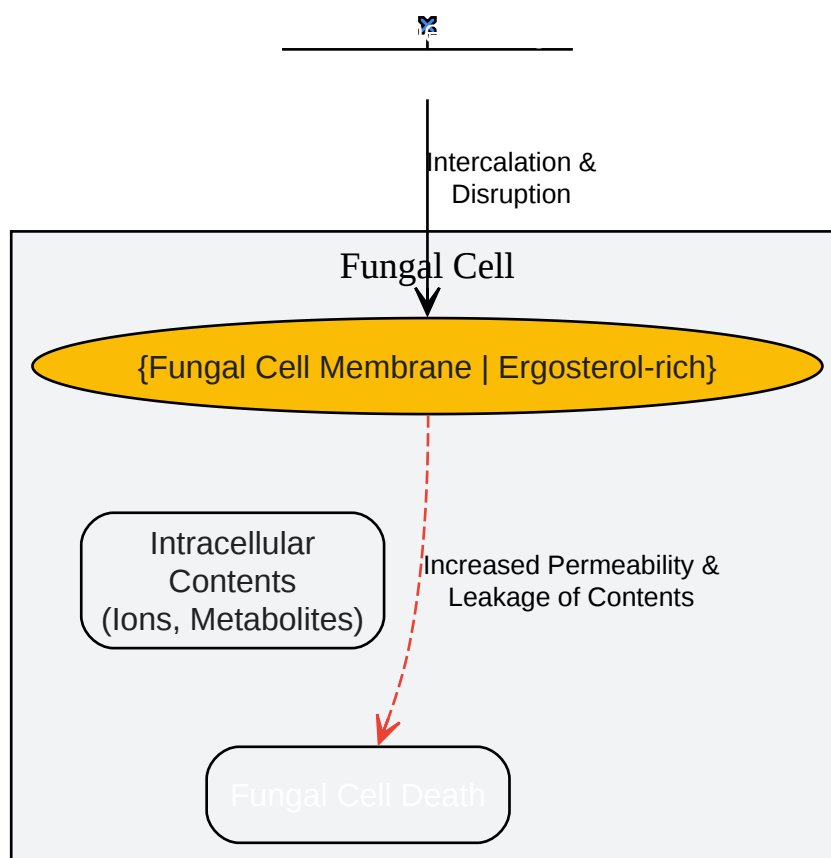 Intercalation &
Disruption
Fungal Cell
{Fungal Cell Membrane | Ergosterol-rich}
Intracellular
Contents
(Ions, Metabolites)
Increased Permeability &
Leakage of Contents
Fungal Cell Death